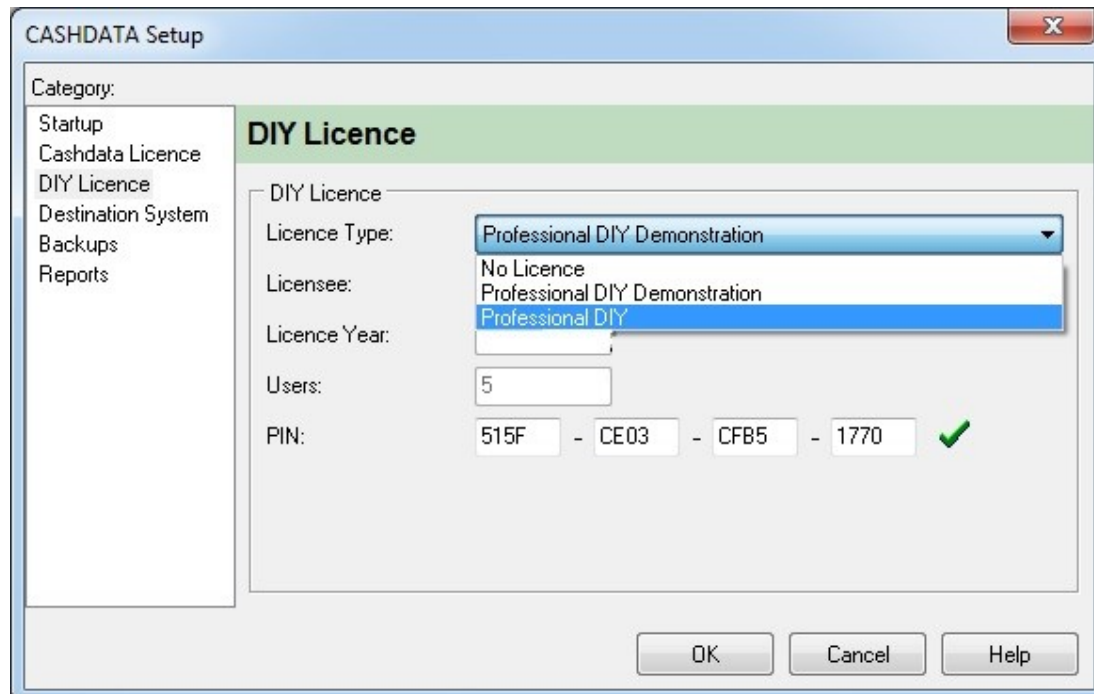 CASHDATA Setup
Category:
Startup
Cashdata Licence
DIY Licence
Destination System
Backups
Reports
DIY Licence
DIY Licence
Licence Type: Professional DIY Demonstration
No Licence
Licensee: Professional DIY Demonstration
Professional DIY
Licence Year:
Users: 5
PIN: 515F - CE03 - CFB5 - 1770
OK Cancel Help